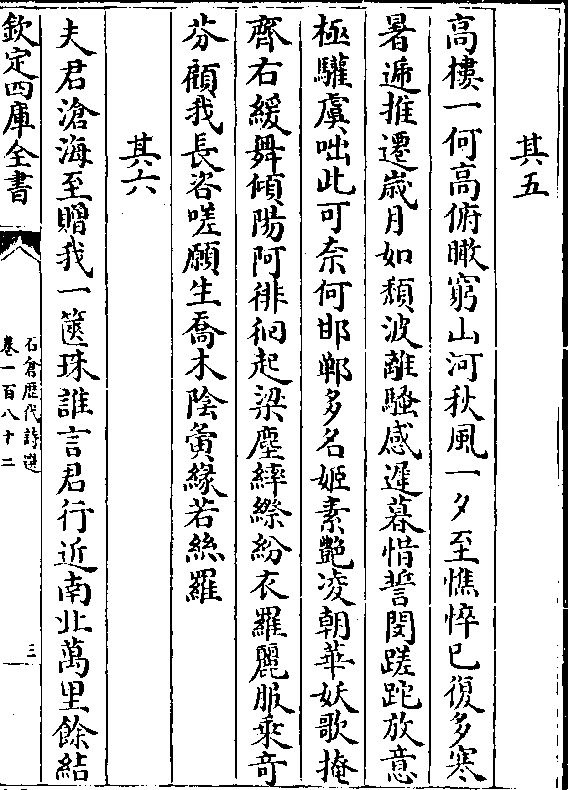 其五
高樓一何高俯瞰窮山河秋風一夕至憔悴已復多寒
暑遞推遷歲月如頹波離騷感遲暮惜誓閔蹉跎放意
極驩虞咄此可奈何邯鄲多名姬素艷凌朝華妖歌掩
齊右緩舞傾陽阿徘徊起梁塵綷縩紛衣羅麗服乘奇
芬顧我長咨嗟願生喬木陰夤緣若絲羅
其六
夫君滄海至贈我一篋珠誰言君行近南北萬里餘結
欽定四庫全書
石倉歷代詩選
卷一百八十二
三